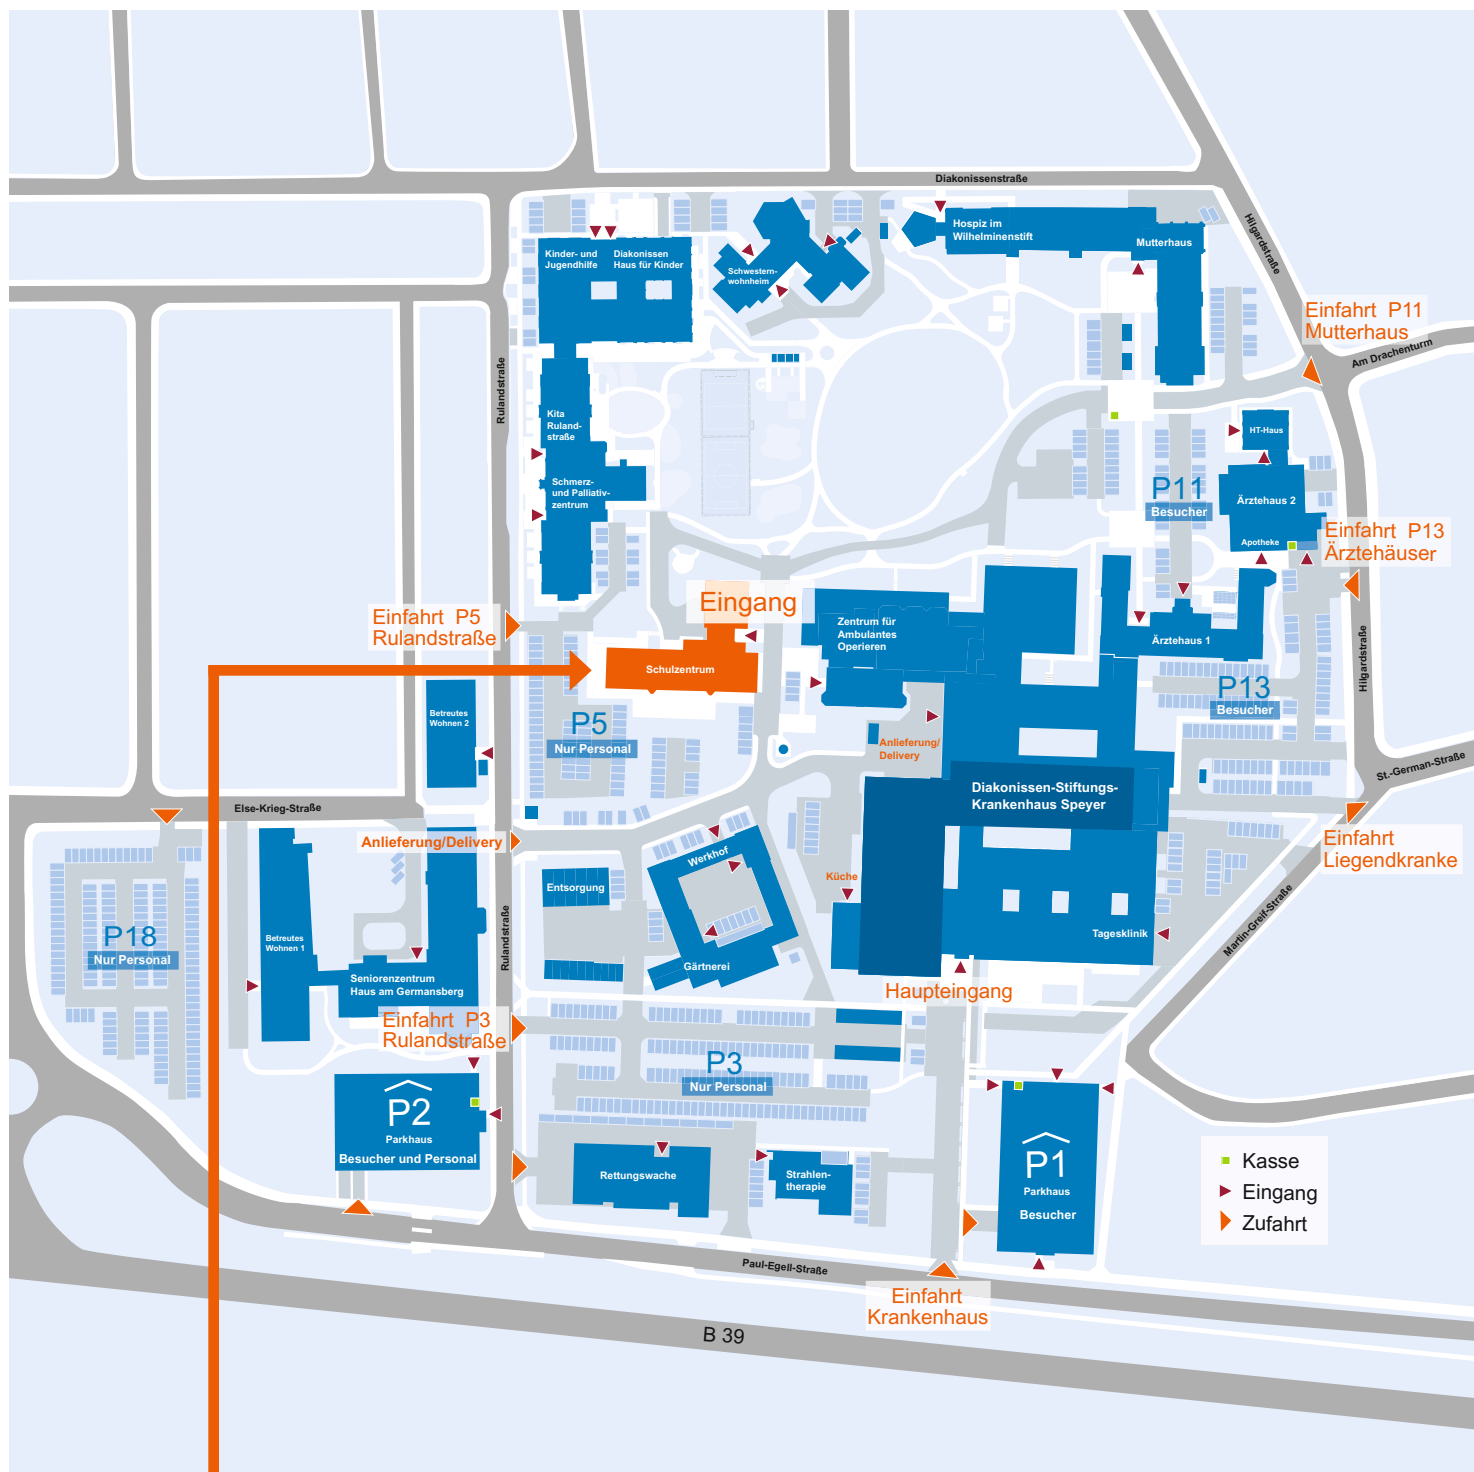 Diakonissenstraße
Hilgardstraße
Hospiz im
Wilhelminenstift
Mutterhaus
Kinder- und
Jugendhilfe
Diakonissen
Haus für Kinder
Schwestern-
wohnheim
Einfahrt P11
Mutterhaus
Am Drachenturm
Rulandstraße
Kita
Ruland-
straße
HT-Haus
Schmerz-
und Palliativ-
zentrum
P11
Besucher
Ärztehaus 2
Apotheke
Einfahrt P13
Ärztehäuser
Eingang
Einfahrt P5
Rulandstraße
Zentrum für
Ambulantes
Operieren
Ärztehaus 1
Hilgardstraße
Schulzentrum
P13
Besucher
Betreutes
Wohnen 2
P5
Nur Personal
Anlieferung/
Delivery
St.-German-Straße
Diakonissen-Stiftungs-
Krankenhaus Speyer
Else-Krieg-Straße
Anlieferung/Delivery
Einfahrt
Liegendkranke
Werkhof
Küche
Entsorgung
Martin-Greif-Straße
P18
Nur Personal
Betreutes
Wohnen 1
Rulandstraße
Tagesklinik
Gärtnerei
Seniorenzentrum
Haus am Germansberg
Haupteingang
Einfahrt P3
Rulandstraße
P3
Nur Personal
P2
Parkhaus
Besucher und Personal
Rettungswache
Strahlen-
therapie
P1
Parkhaus
Besucher
Kasse
Eingang
Zufahrt
Paul-Egell-Straße
Einfahrt
Krankenhaus
B 39